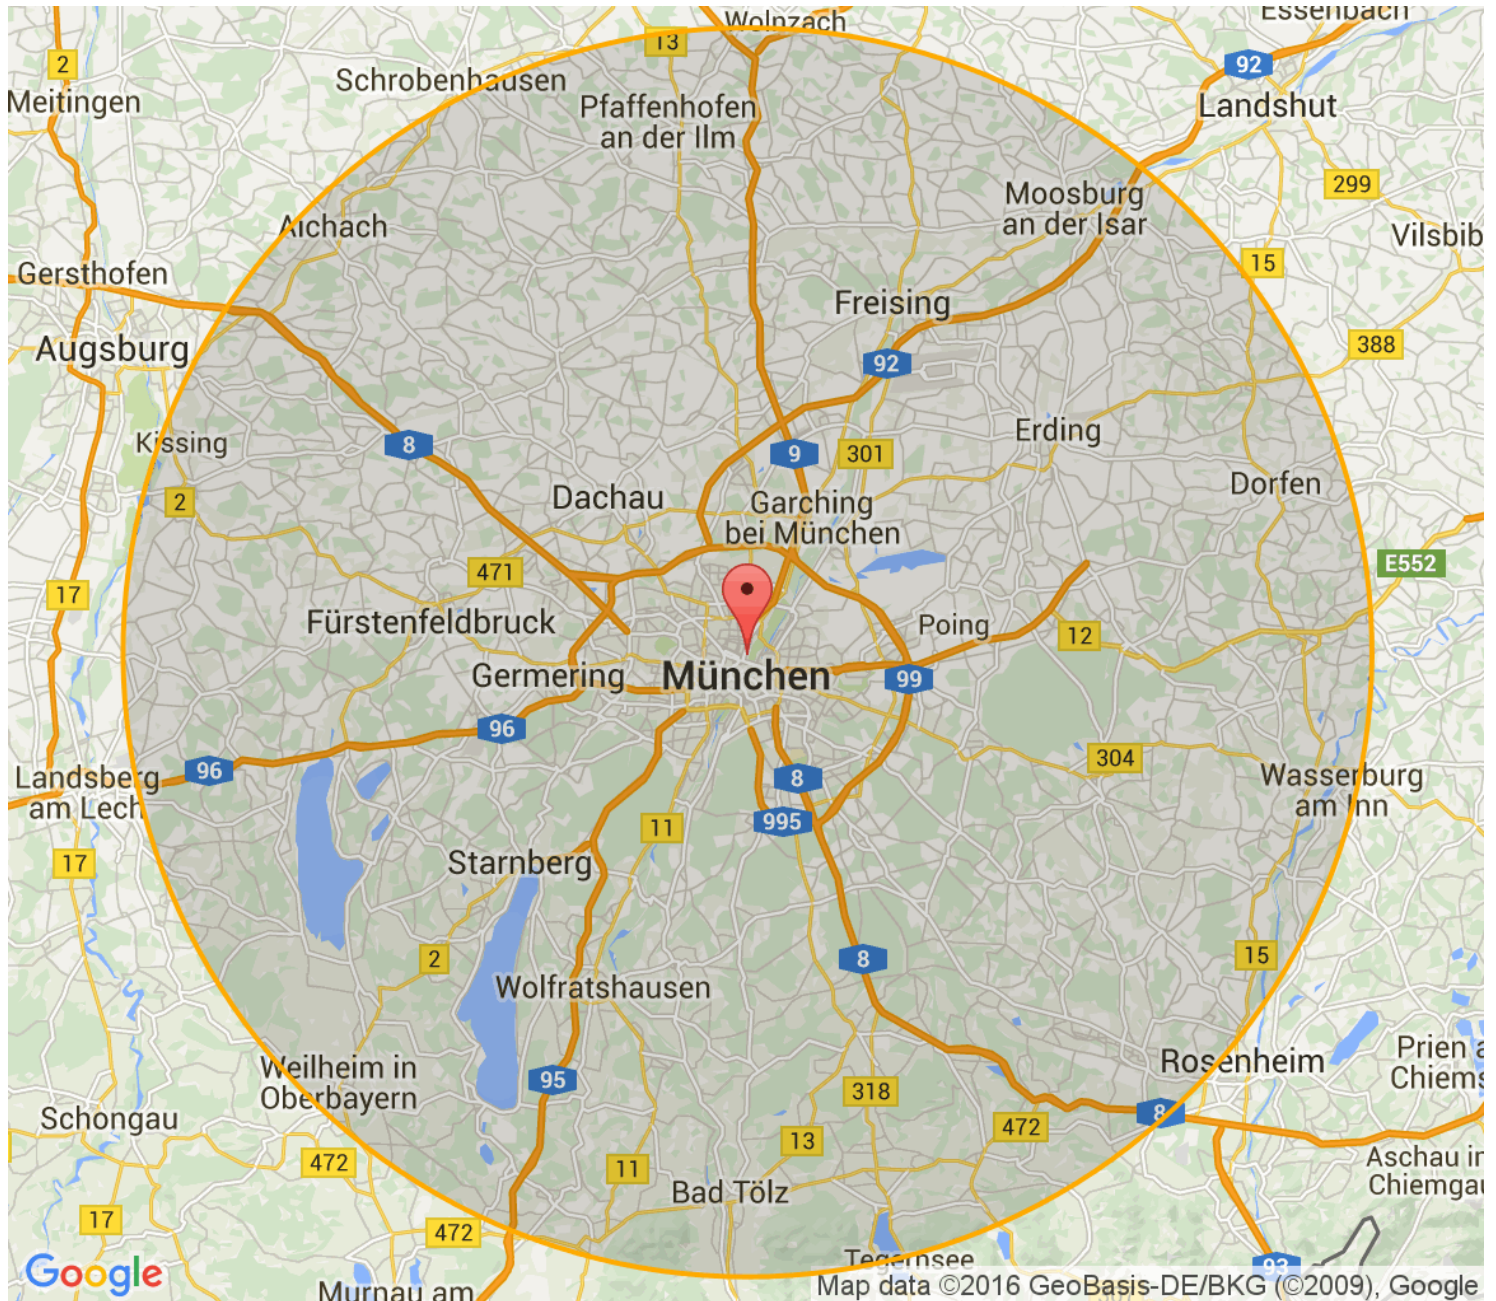 Wolnzach
Essenbach
13
2
92
Schrobenhausen
Meitingen
Pfaffenhofen
an der Ilm
Landshut
299
Moosburg
an der Isar
Aichach
Vilsbib
Gersthofen
15
Freising
Augsburg
388
92
Erding
Kissing
8
9
301
Dorfen
2
Dachau
Garching
bei München
E552
471
17
Fürstenfeldbruck
Poing
12
Germering
München
99
96
304
96
Landsberg
am Lech
8
Wasserburg
am Inn
995
11
17
Starnberg
2
8
15
Wolfratshausen
Weilheim in
Oberbayern
Rosenheim
Prien a
Chiems
95
318
Schongau
8
472
13
472
11
Aschau in
Chiemgau
Bad Tölz
17
472
Tegernsee
93
Google
Murnau am
Map data ©2016 GeoBasis-DE/BKG (©2009), Google